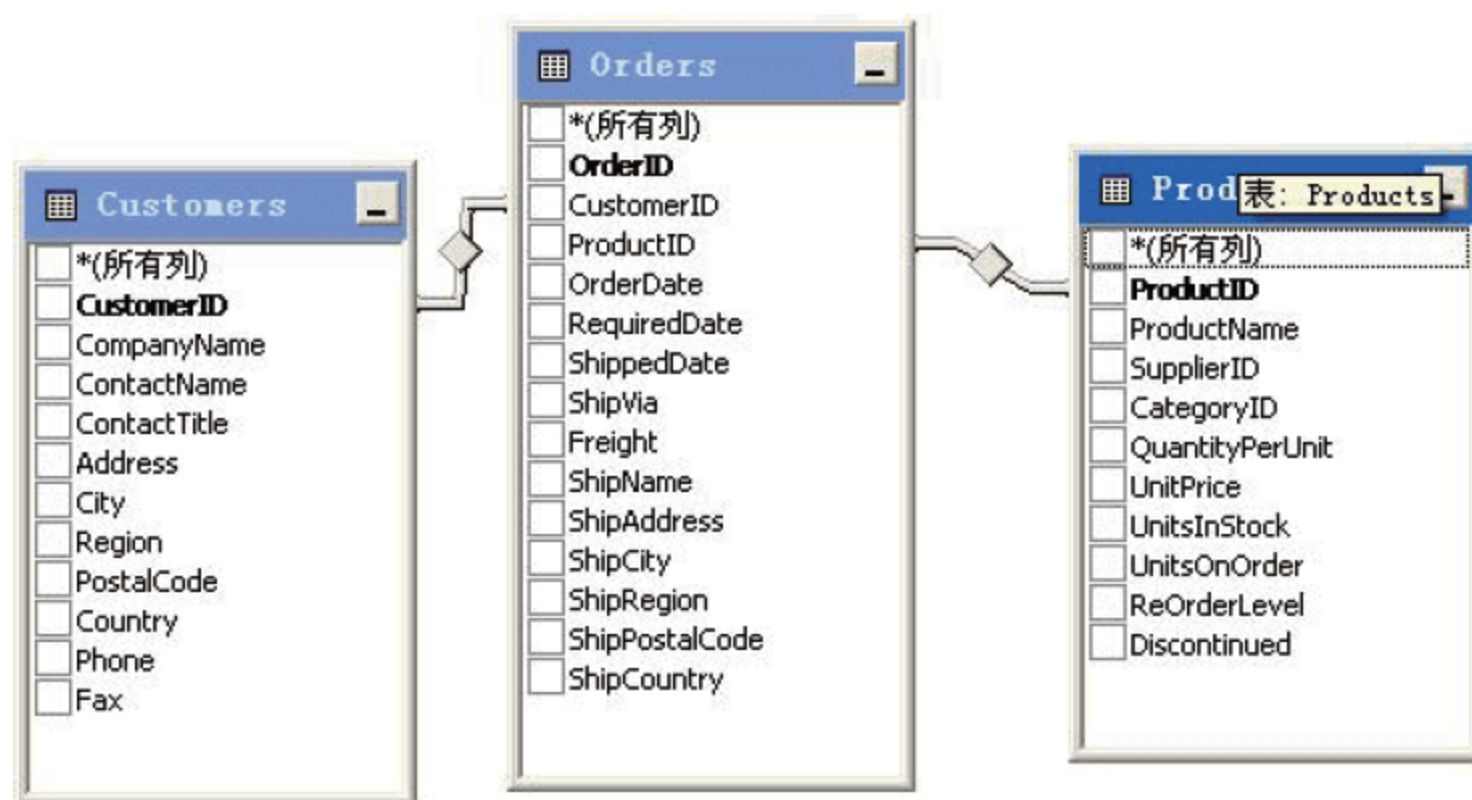 Customers
*(所有列)
CustomerID
CompanyName
ContactName
ContactTitle
Address
City
Region
PostalCode
Country
Phone
Fax
Orders
*(所有列)
OrderID
CustomerID
ProductID
OrderDate
RequiredDate
ShippedDate
ShipVia
Freight
ShipName
ShipAddress
ShipCity
ShipRegion
ShipPostalCode
ShipCountry
Prod
表: Products
*(所有列)
ProductID
ProductName
SupplierID
CategoryID
QuantityPerUnit
UnitPrice
UnitsInStock
UnitsOnOrder
ReOrderLevel
Discontinued